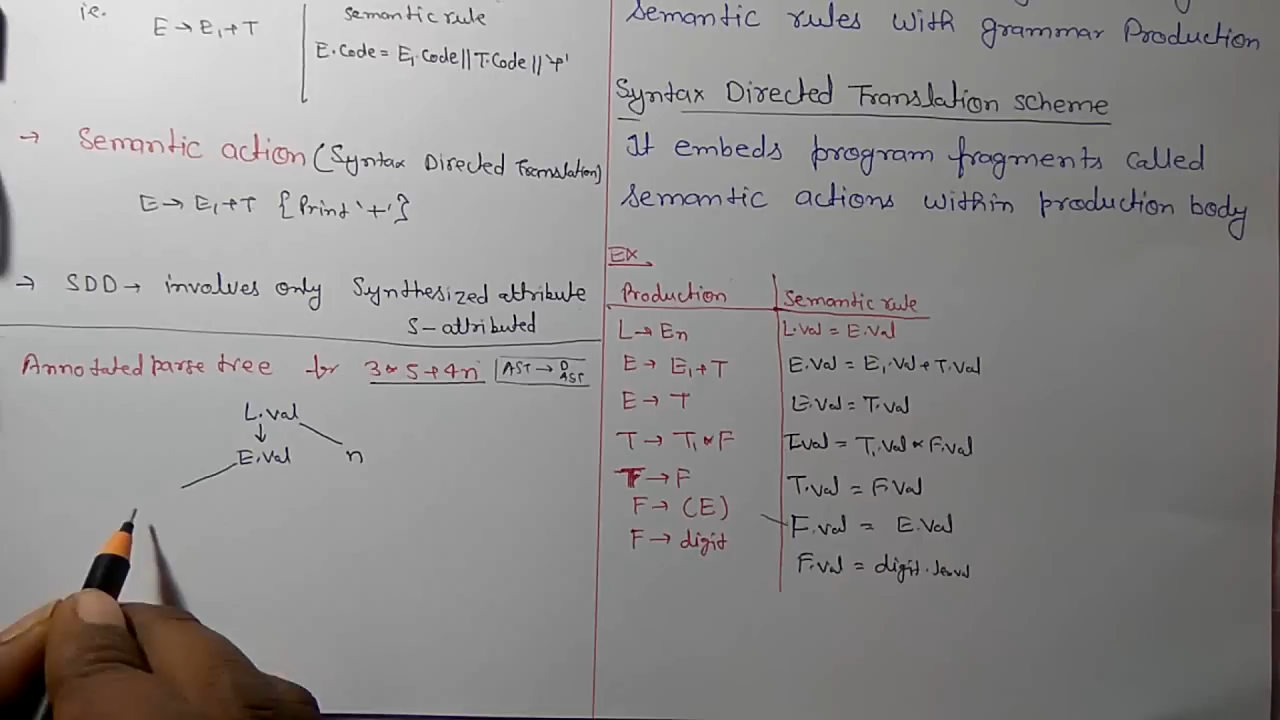 ie.
E → E₁+T
semantic rule
E.Code = E₁.Code || T.Code || '+'
→ Semantic action (Syntax Directed Translation)
E → E₁+T {Print '+'}
→ SDD → involves only Synthesized attribute
S-attributed
Annotated parse tree for 3*5+4n
AST → D
AST
L.val
↓
E.val
n
Semantic rules with grammar Production
Syntax Directed Translation scheme
It embeds program fragments called
semantic actions within production body
EX
Production
Semantic rule
L → En
L.val = E.val
E → E₁+T
E.val = E₁.val + T.val
E → T
E.val = T.val
T → T₁*F
T.val = T₁.val * F.val
T → F
T.val = F.val
F → (E)
F.val = E.val
F → digit
F.val = digit.lexval